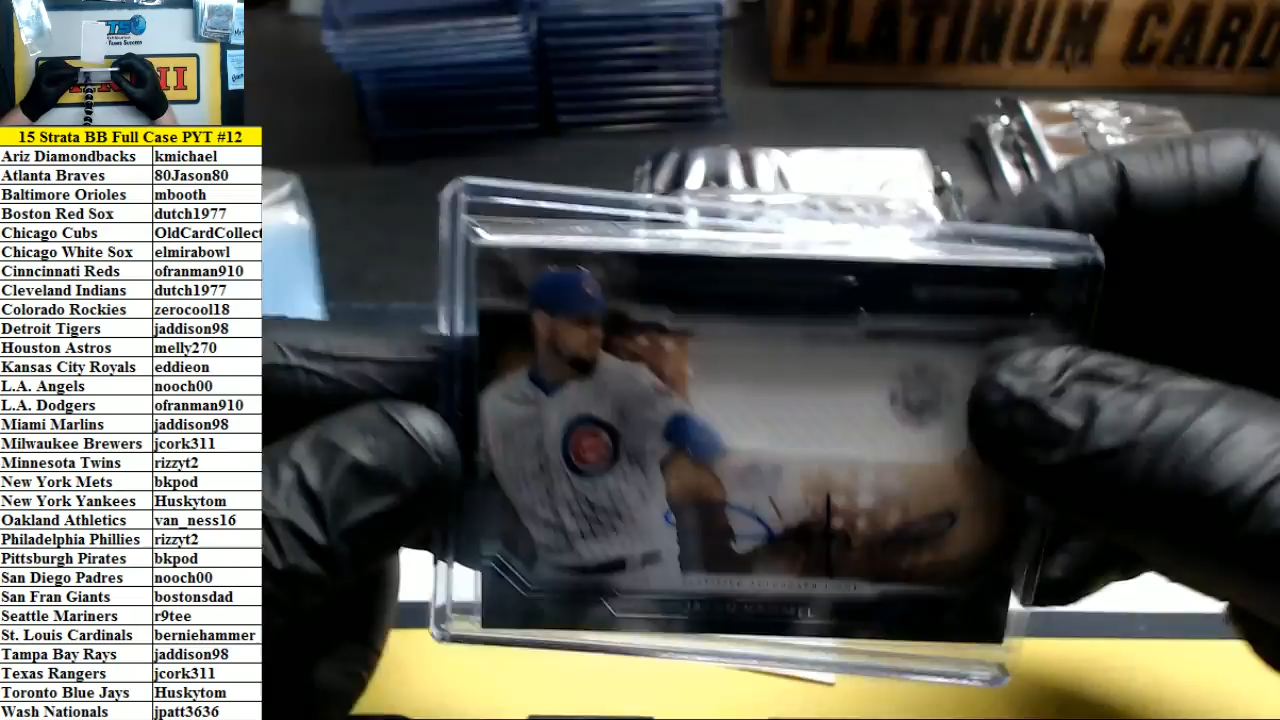 PLATINUM CARD
15 Strata BB Full Case PYT #12
Ariz Diamondbacks kmichael
Atlanta Braves 80Jason80
Baltimore Orioles mbooth
Boston Red Sox dutch1977
Chicago Cubs OldCardCollect
Chicago White Sox elmirabowl
Cinncinnati Reds ofranman910
Cleveland Indians dutch1977
Colorado Rockies zerocool18
Detroit Tigers jaddison98
Houston Astros melly270
Kansas City Royals eddieon
L.A. Angels nooch00
L.A. Dodgers ofranman910
Miami Marlins jaddison98
Milwaukee Brewers jcork311
Minnesota Twins rizzyt2
New York Mets bkpod
New York Yankees Huskytom
Oakland Athletics van_ness16
Philadelphia Phillies rizzyt2
Pittsburgh Pirates bkpod
San Diego Padres nooch00
San Fran Giants bostonsdad
Seattle Mariners r9tee
St. Louis Cardinals berniehammer
Tampa Bay Rays jaddison98
Texas Rangers jcork311
Toronto Blue Jays Huskytom
Wash Nationals jpatt3636